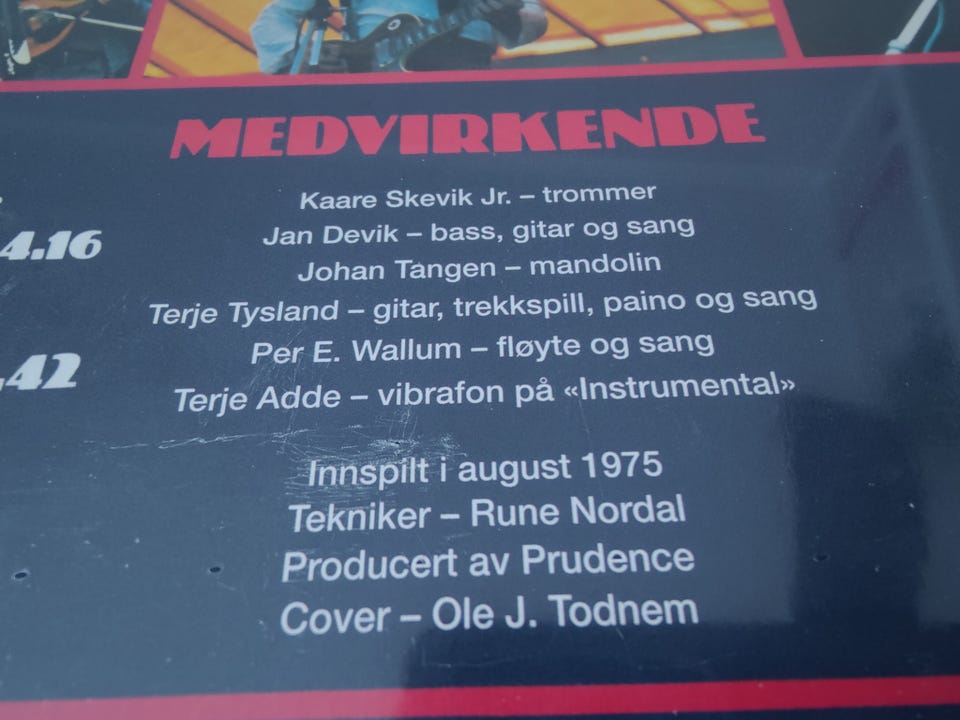 MEDVIRKENDE
Kaare Skevik Jr. – trommer
4.16
Jan Devik – bass, gitar og sang
Johan Tangen – mandolin
Terje Tysland – gitar, trekkspill, paino og sang
Per E. Wallum – fløyte og sang
.42
Terje Adde – vibrafon på «Instrumental»
Innspilt i august 1975
Tekniker – Rune Nordal
Producert av Prudence
Cover – Ole J. Todnem